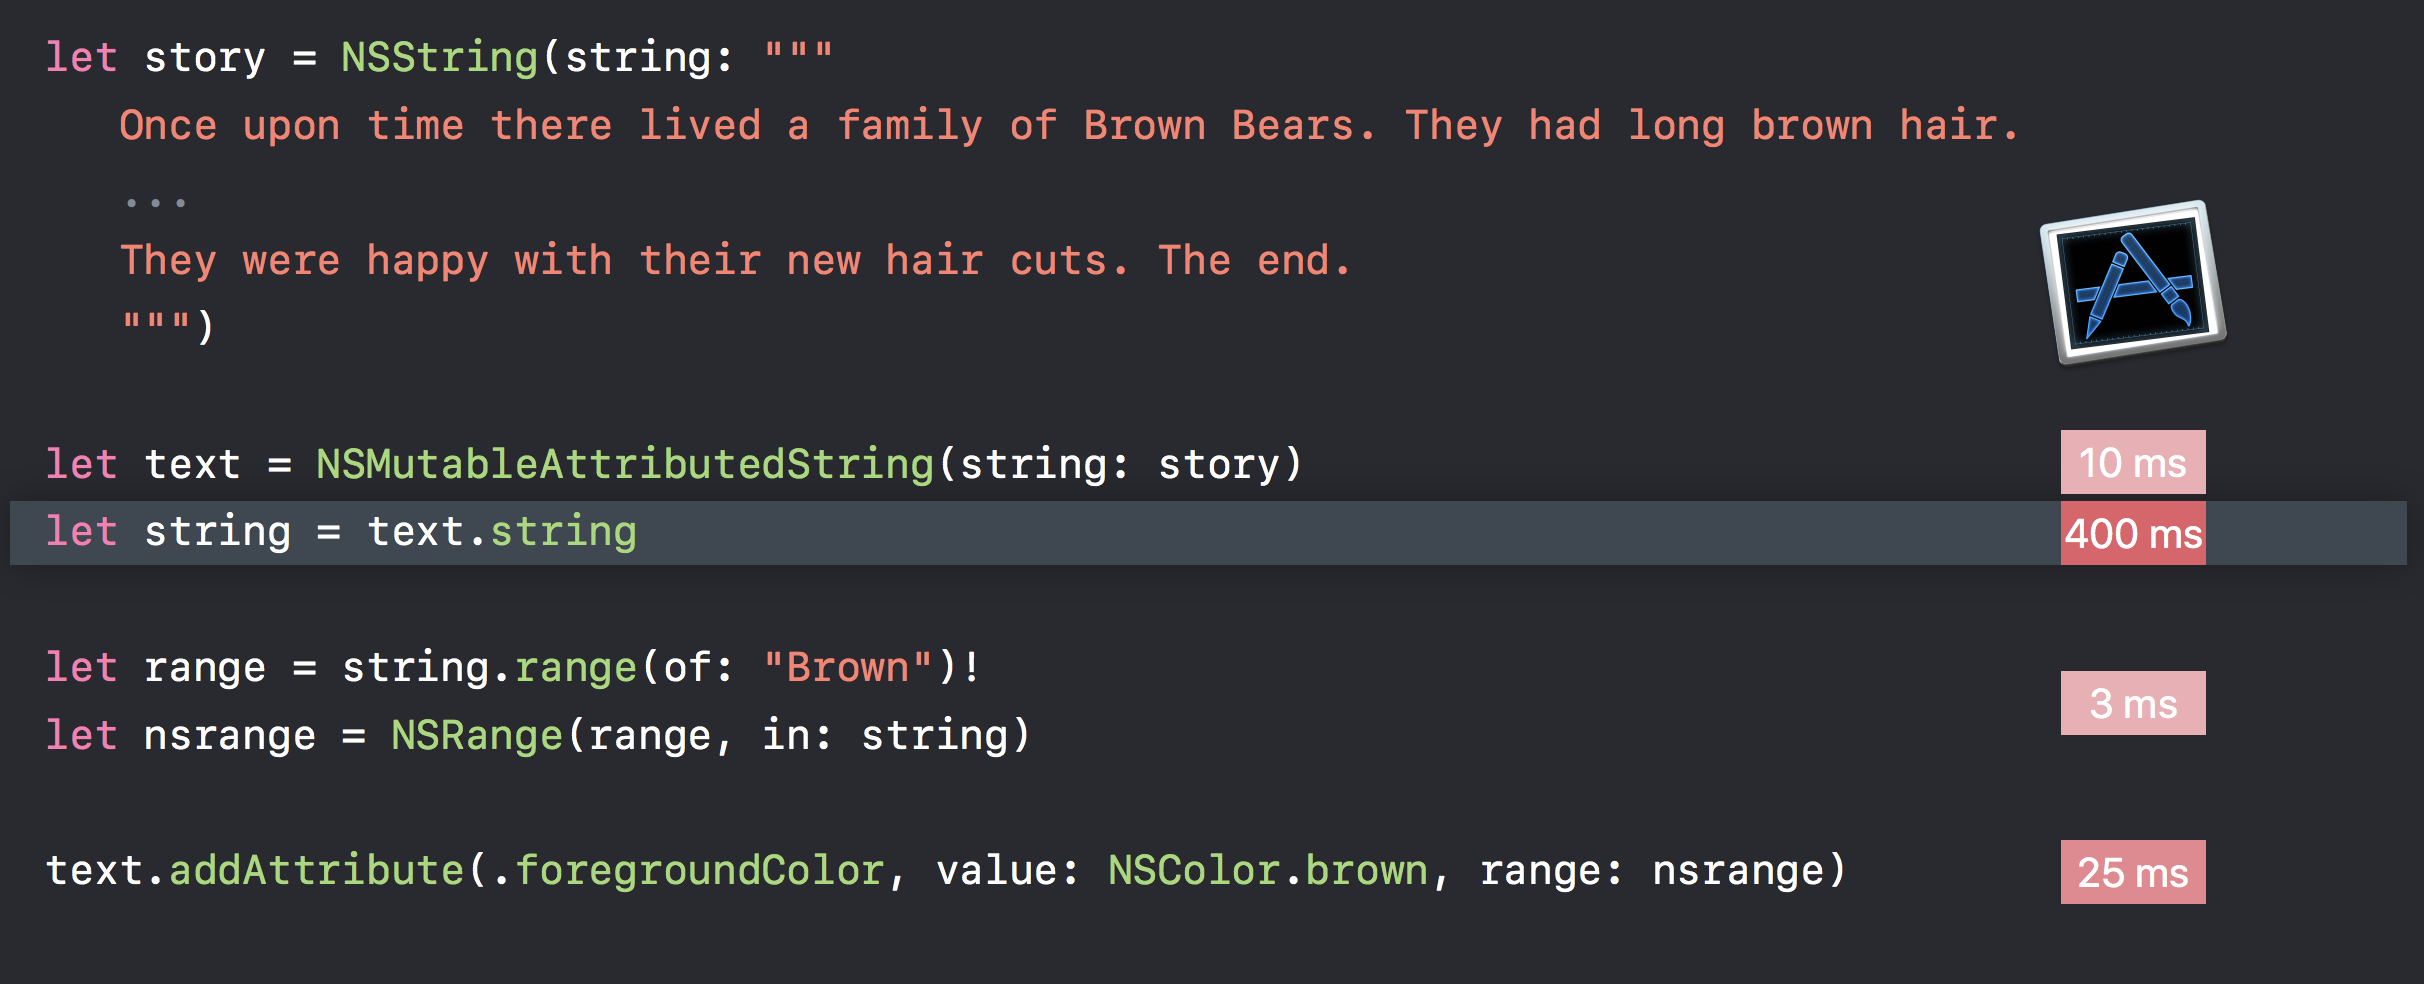 let story = NSString(string: """
Once upon time there lived a family of Brown Bears. They had long brown hair.
...
They were happy with their new hair cuts. The end.
""")
let text = NSMutableAttributedString(string: story) 10 ms
let string = text.string 400 ms
let range = string.range(of: "Brown")!
3 ms
let nsrange = NSRange(range, in: string)
text.addAttribute(.foregroundColor, value: NSColor.brown, range: nsrange) 25 ms